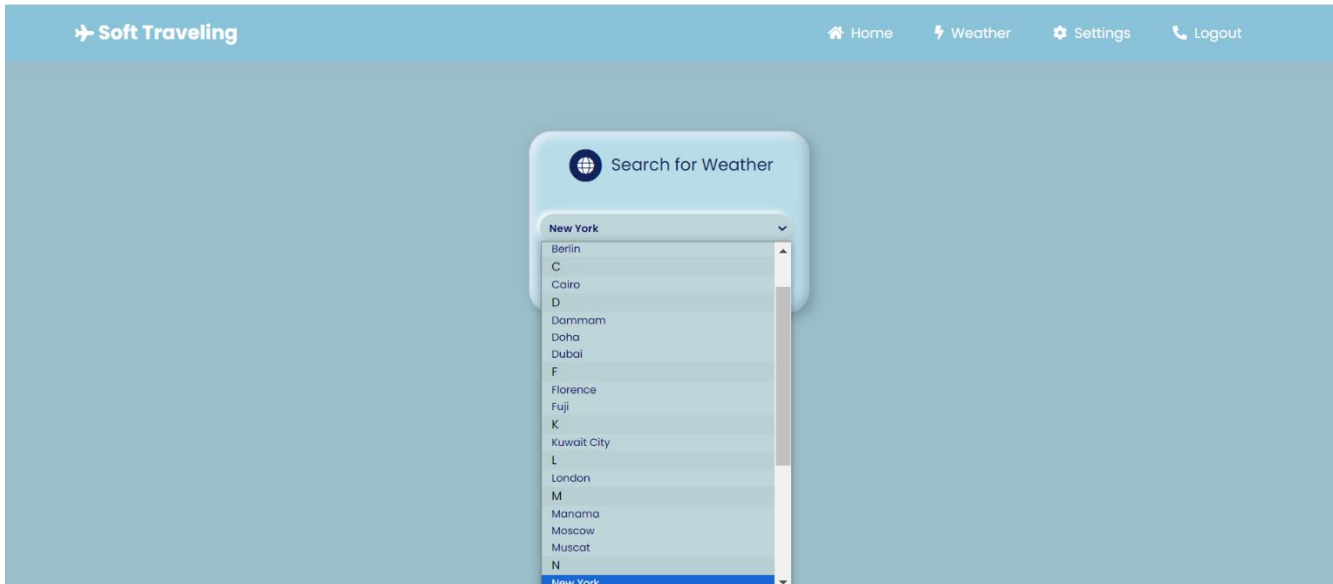 Soft Traveling
Home Weather Settings Logout
Search for Weather
New York
Berlin
C
Cairo
D
Dammam
Doha
Dubai
F
Florence
Fuji
K
Kuwait City
L
London
M
Manama
Moscow
Muscat
N
New York